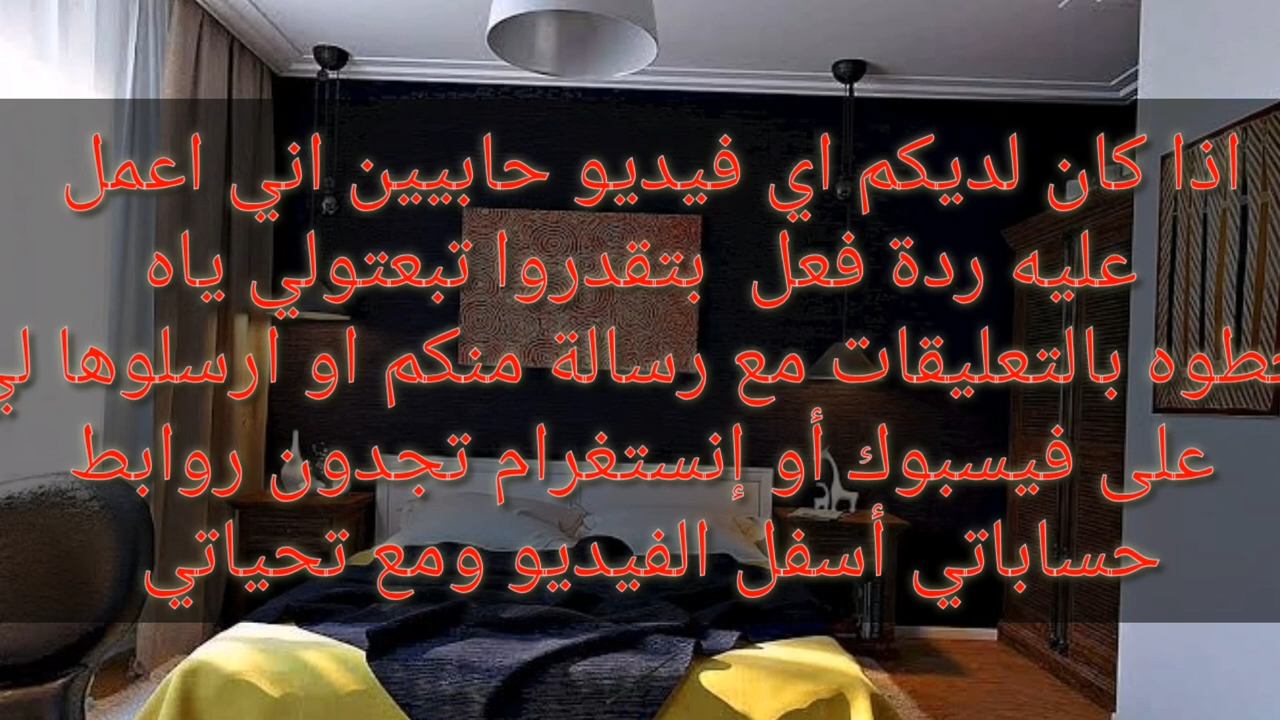 اذا كان لديكم اي فيديو حابيين اني اعمل
عليه ردة فعل بتقدروا تبعتولي ياه
بالتعليقات مع رسالة منكم او ارسلوها
على فيسبوك أو إنستغرام تجدون روابط
حساباتي أسفل الفيديو ومع تحياتي